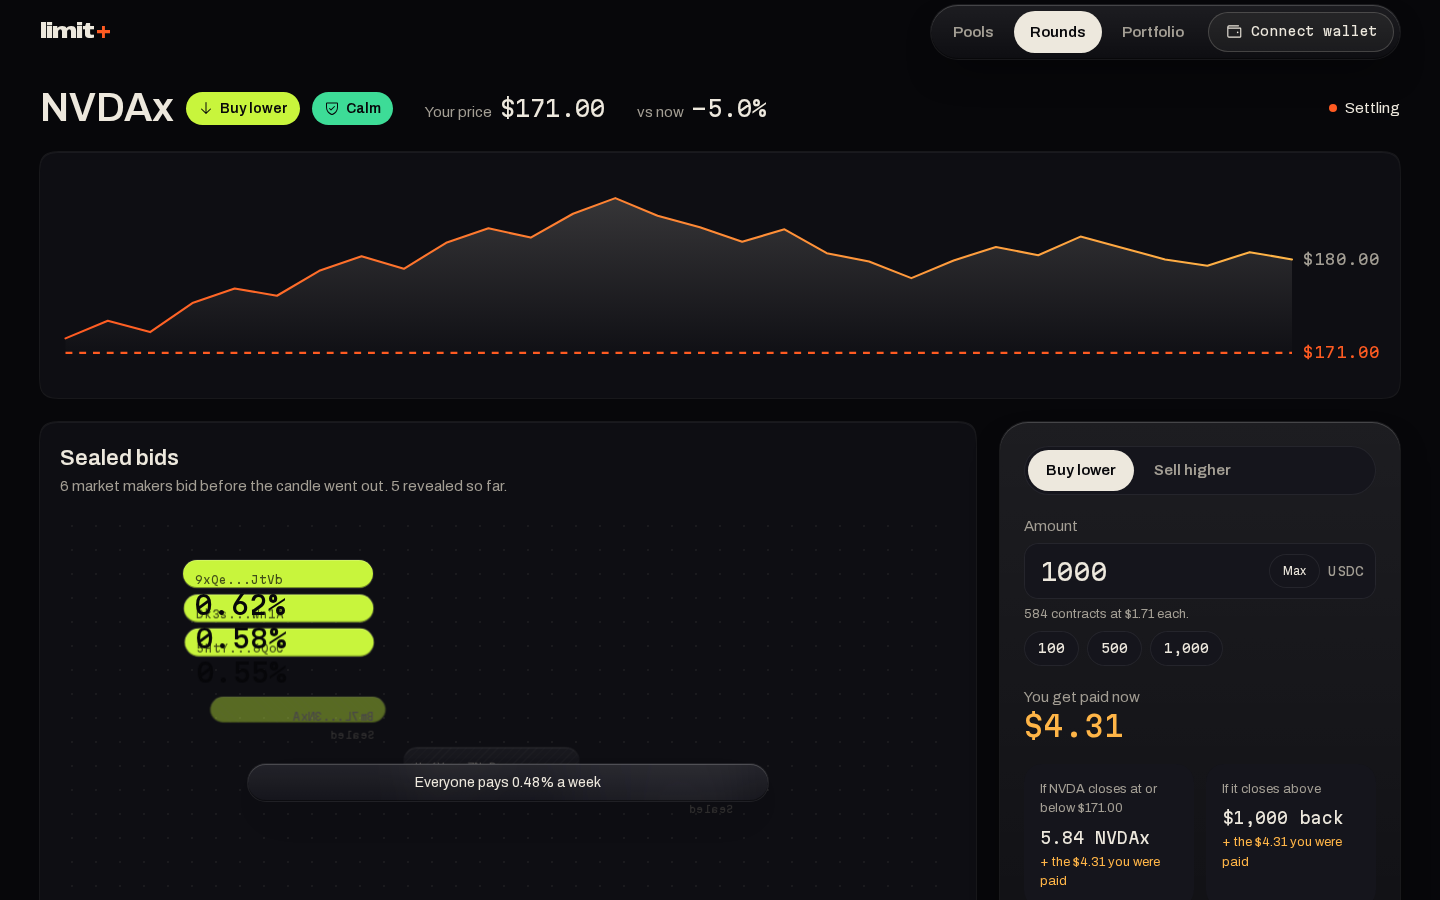 limit+
Pools Rounds Portfolio Connect wallet
NVDAx Buy lower Calm Your price $171.00 vs now −5.0% Settling
$180.00
$171.00
Sealed bids
6 market makers bid before the candle went out. 5 revealed so far.
9xQe...JtVb
0.62%
0.58%
0.55%
Sealed
Everyone pays 0.48% a week
Sealed
Buy lower Sell higher
Amount
1000 Max USDC
584 contracts at $1.71 each.
100 500 1,000
You get paid now
$4.31
If NVDA closes at or
below $171.00
5.84 NVDAx
+ the $4.31 you were
paid
If it closes above
$1,000 back
+ the $4.31 you were
paid